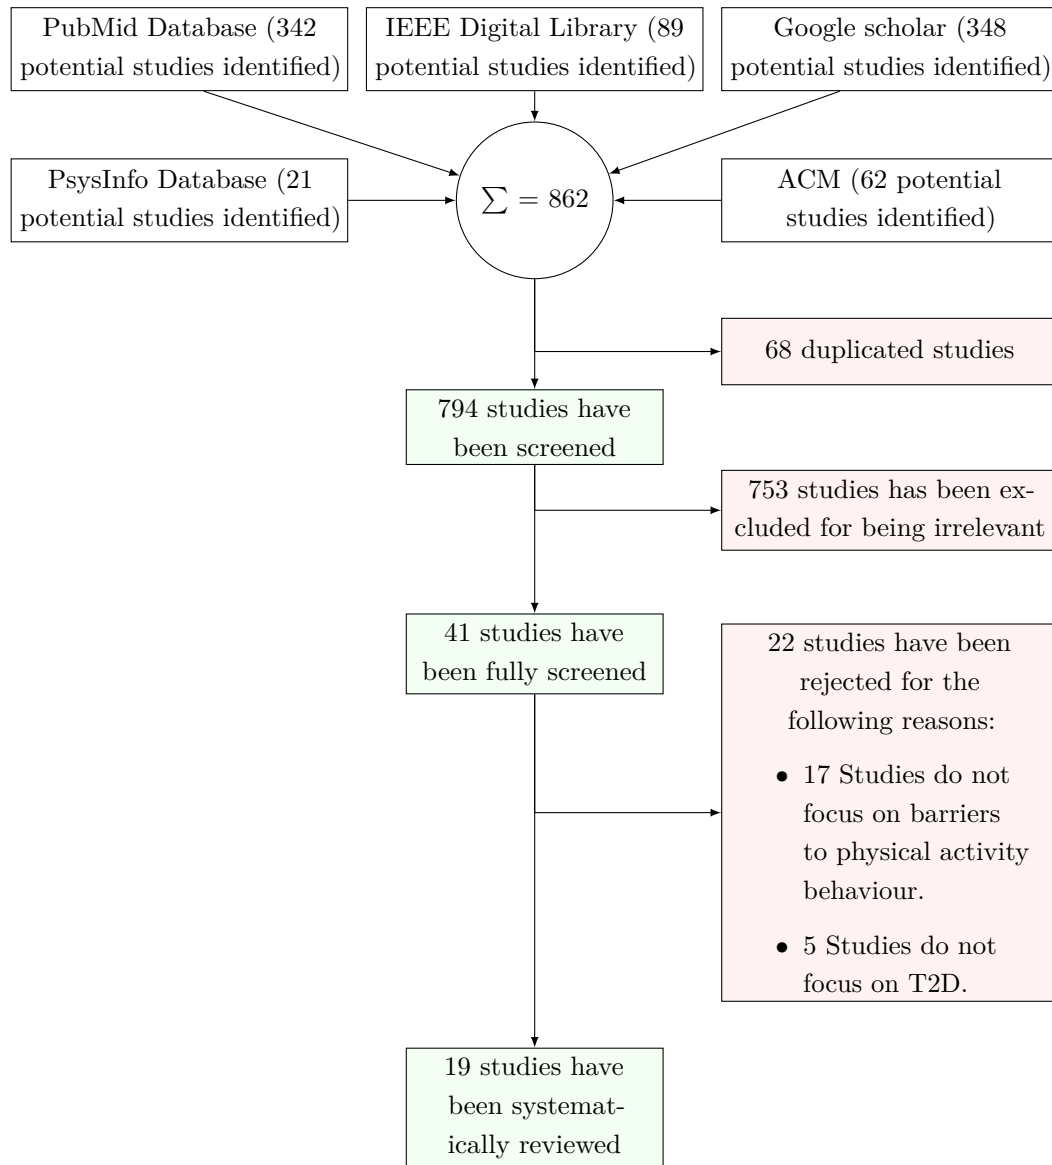 PubMid Database (342
potential studies identified)
IEEE Digital Library (89
potential studies identified)
Google scholar (348
potential studies identified)
PsysInfo Database (21
potential studies identified)
∑ = 862
ACM (62 potential
studies identified)
68 duplicated studies
794 studies have
been screened
753 studies has been ex-
cluded for being irrelevant
41 studies have
been fully screened
22 studies have been
rejected for the
following reasons:
• 17 Studies do not
focus on barriers
to physical activity
behaviour.
• 5 Studies do not
focus on T2D.
19 studies have
been systemat-
ically reviewed